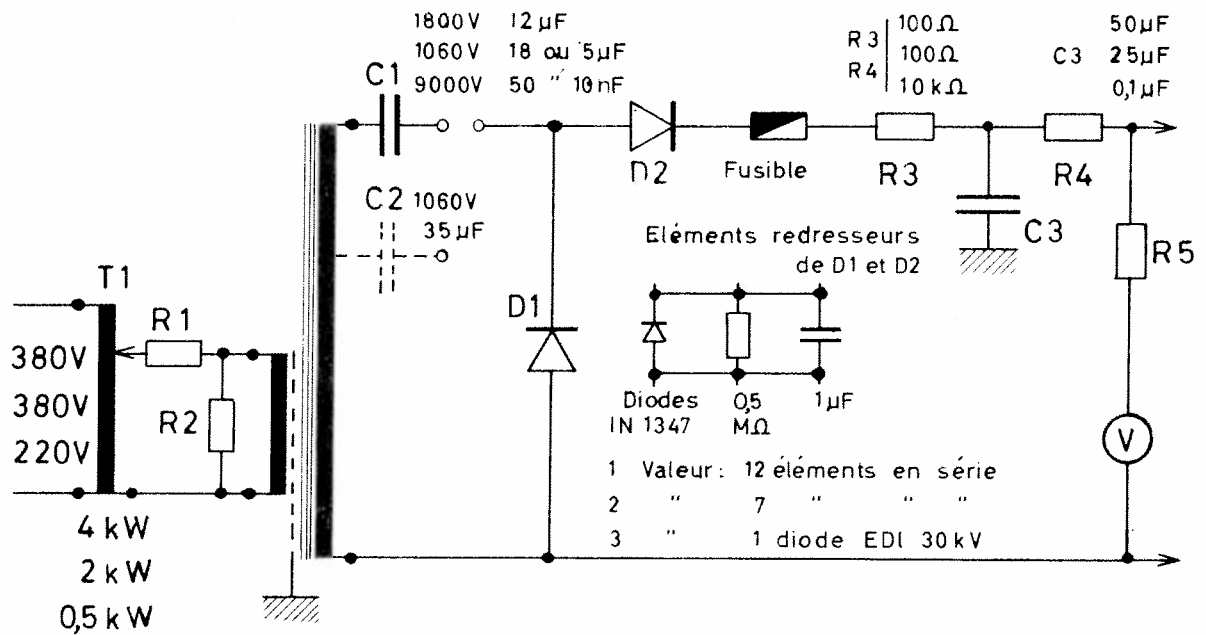 1800V 12 µF
1060V 18 ou 5µF
9000V 50 " 10nF
C1
R3 100Ω
100Ω
R4 10kΩ
50µF
C3 25µF
0,1µF
D2
Fusible
R3
R4
C2 1060V
35µF
C3
R5
Eléments redresseurs
de D1 et D2
T1
R1
D1
380V
380V
220V
R2
Diodes 0,5 1µF
IN 1347 MΩ
V
1 Valeur: 12 éléments en série
2 " 7 " " "
3 " 1 diode EDI 30kV
4 kW
2 kW
0,5 kW